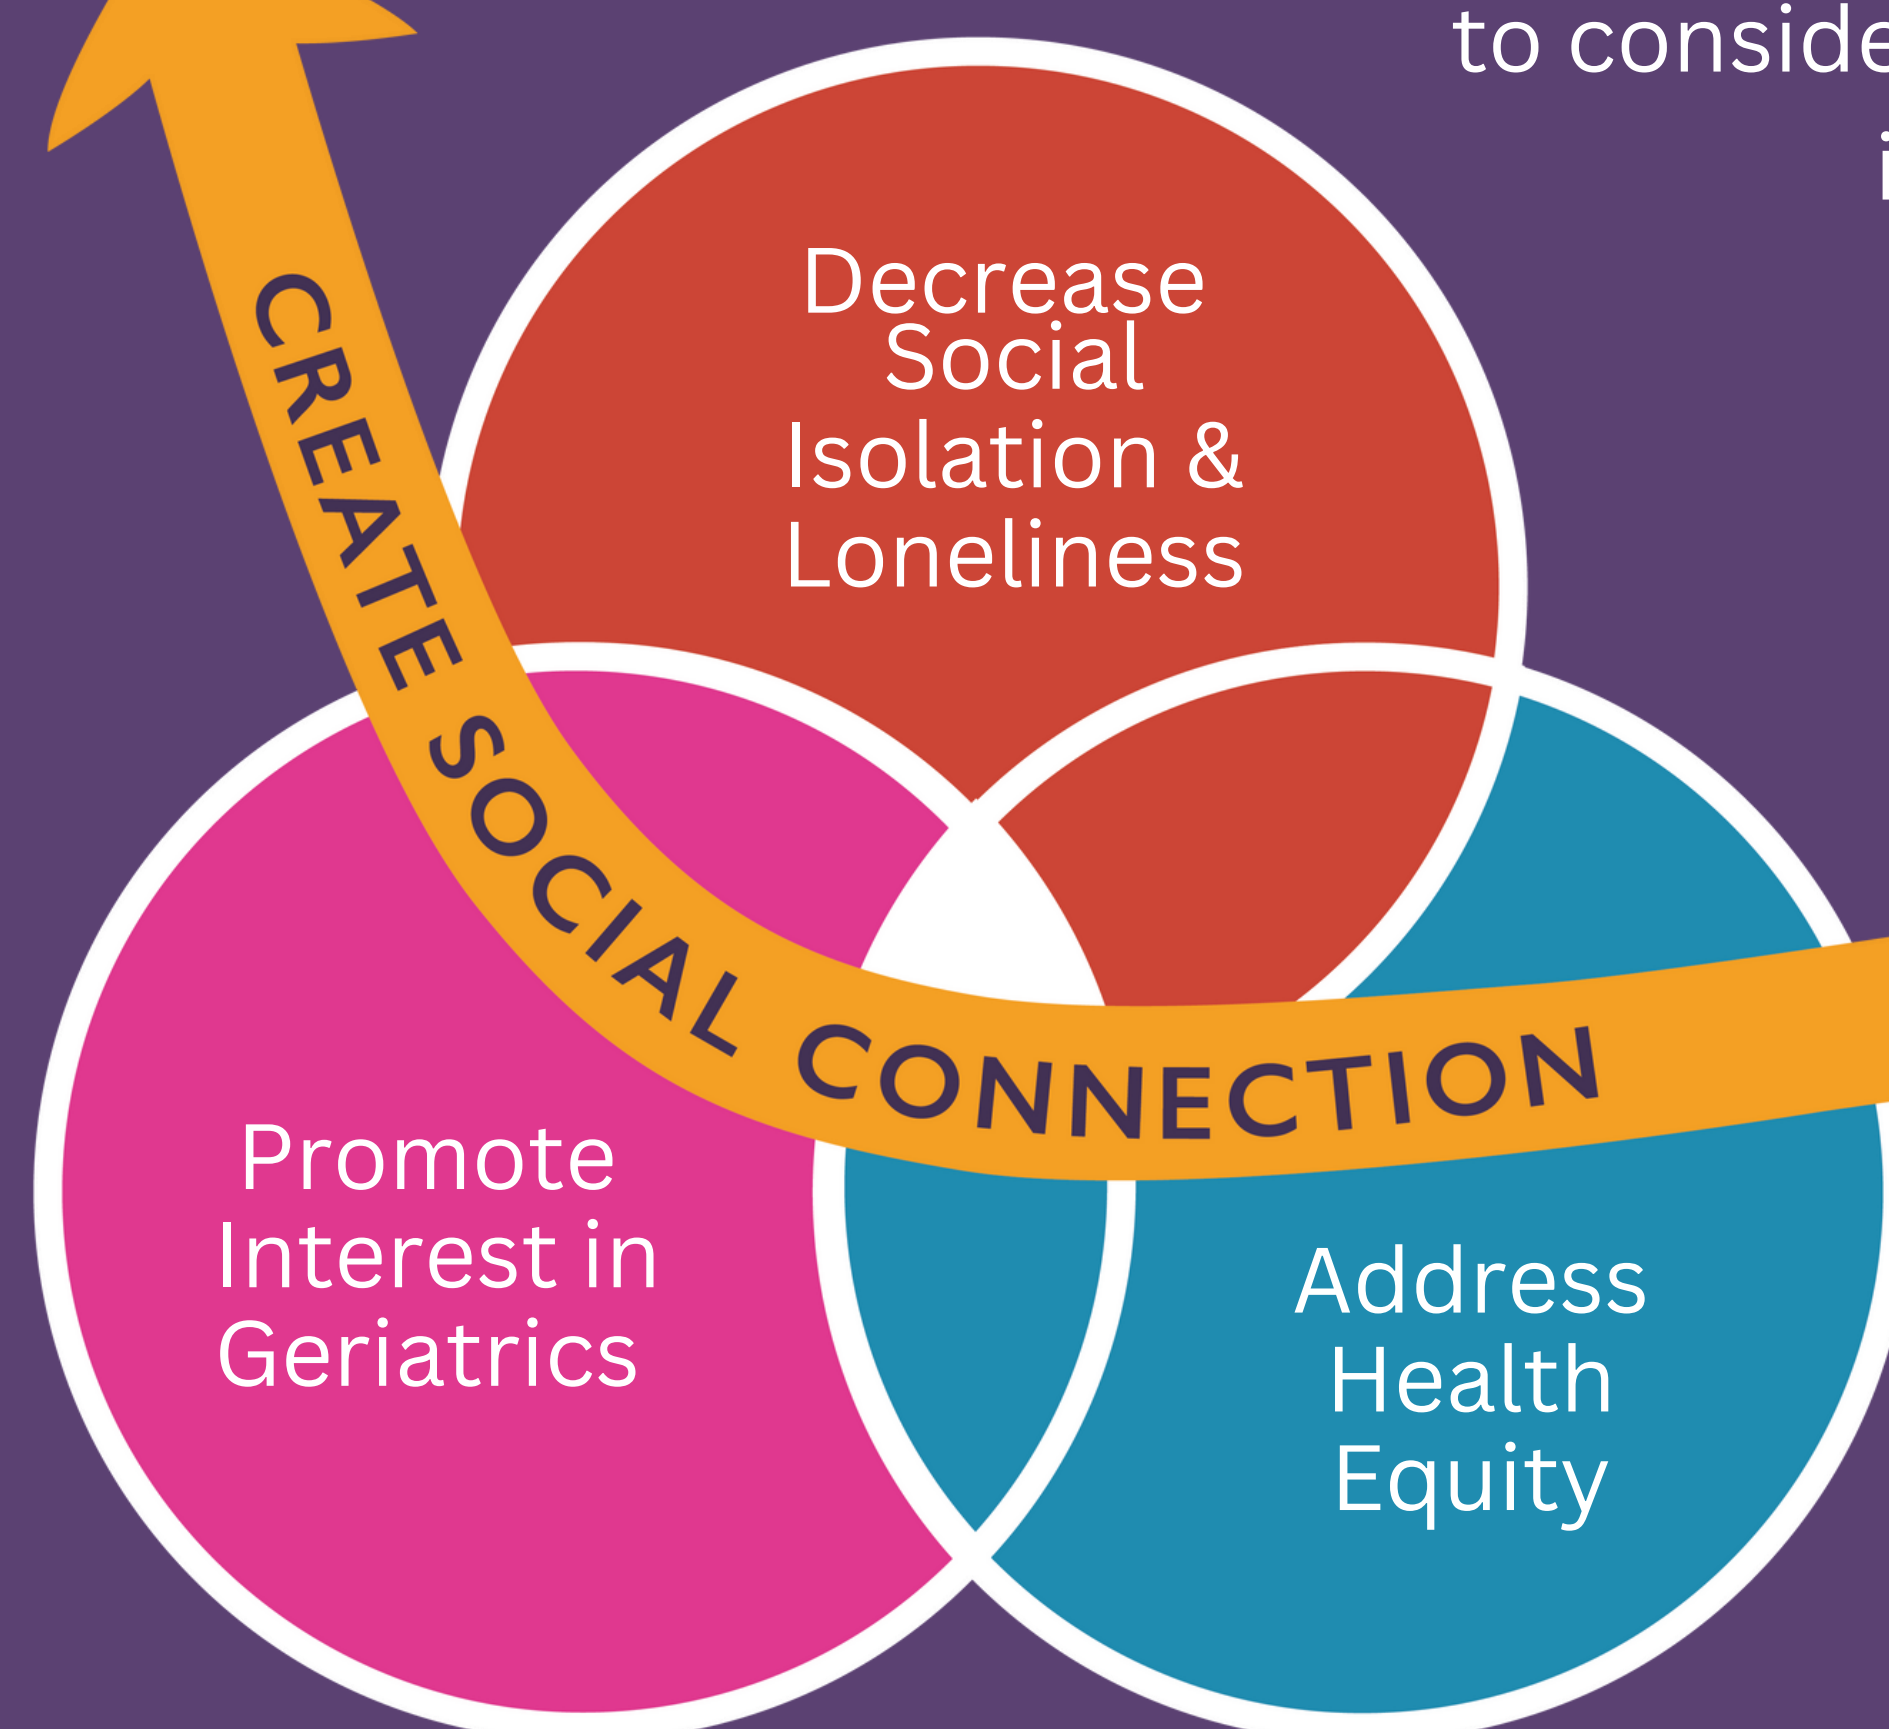 to conside
i
Decrease
Social
Isolation &
Loneliness
CREATE SOCIAL CONNECTION
Promote
Interest in
Geriatrics
Address
Health
Equity